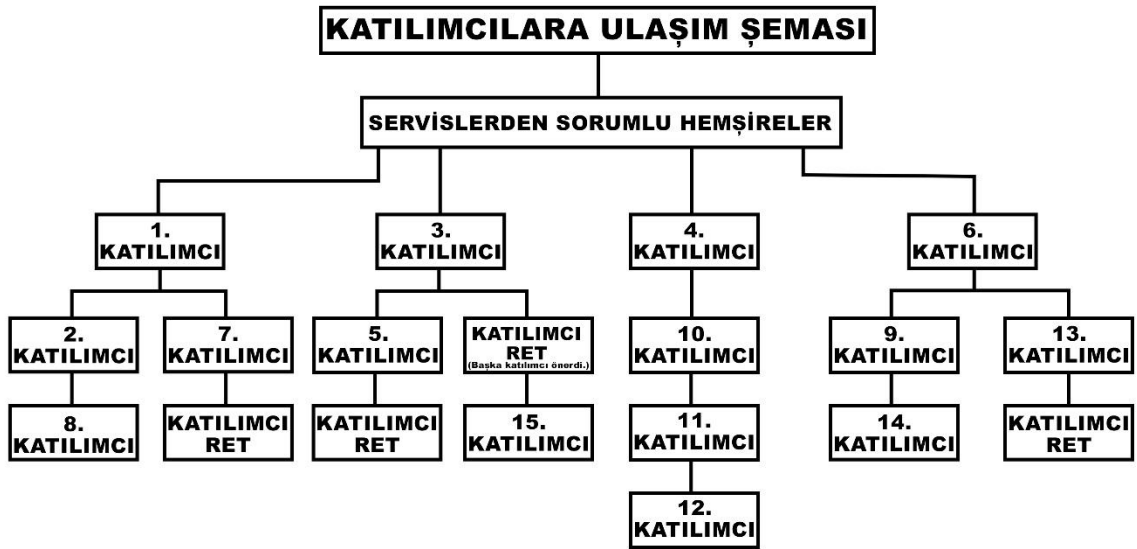 KATILIMCILARA ULAŞIM ŞEMASI
SERVİSLERDEN SORUMLU HEMŞİRELER
1.
KATILIMCI
3.
KATILIMCI
4.
KATILIMCI
6.
KATILIMCI
2.
KATILIMCI
7.
KATILIMCI
5.
KATILIMCI
KATILIMCI
RET
(Başka katılımcı önerdi.)
10.
KATILIMCI
9.
KATILIMCI
13.
KATILIMCI
8.
KATILIMCI
KATILIMCI
RET
KATILIMCI
RET
15.
KATILIMCI
11.
KATILIMCI
14.
KATILIMCI
KATILIMCI
RET
12.
KATILIMCI